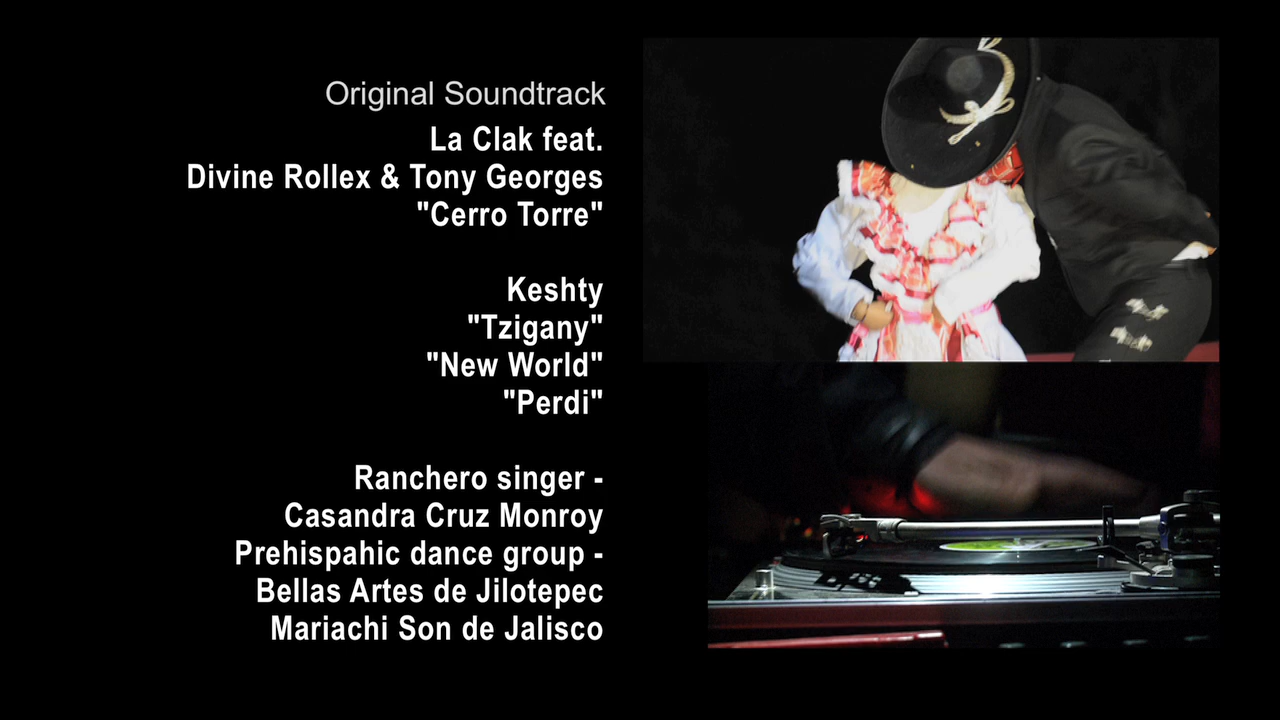 Original Soundtrack
La Clak feat.
Divine Rollex & Tony Georges
"Cerro Torre"
Keshty
"Tzigany"
"New World"
"Perdi"
Ranchero singer -
Casandra Cruz Monroy
Prehispahic dance group -
Bellas Artes de Jilotepec
Mariachi Son de Jalisco